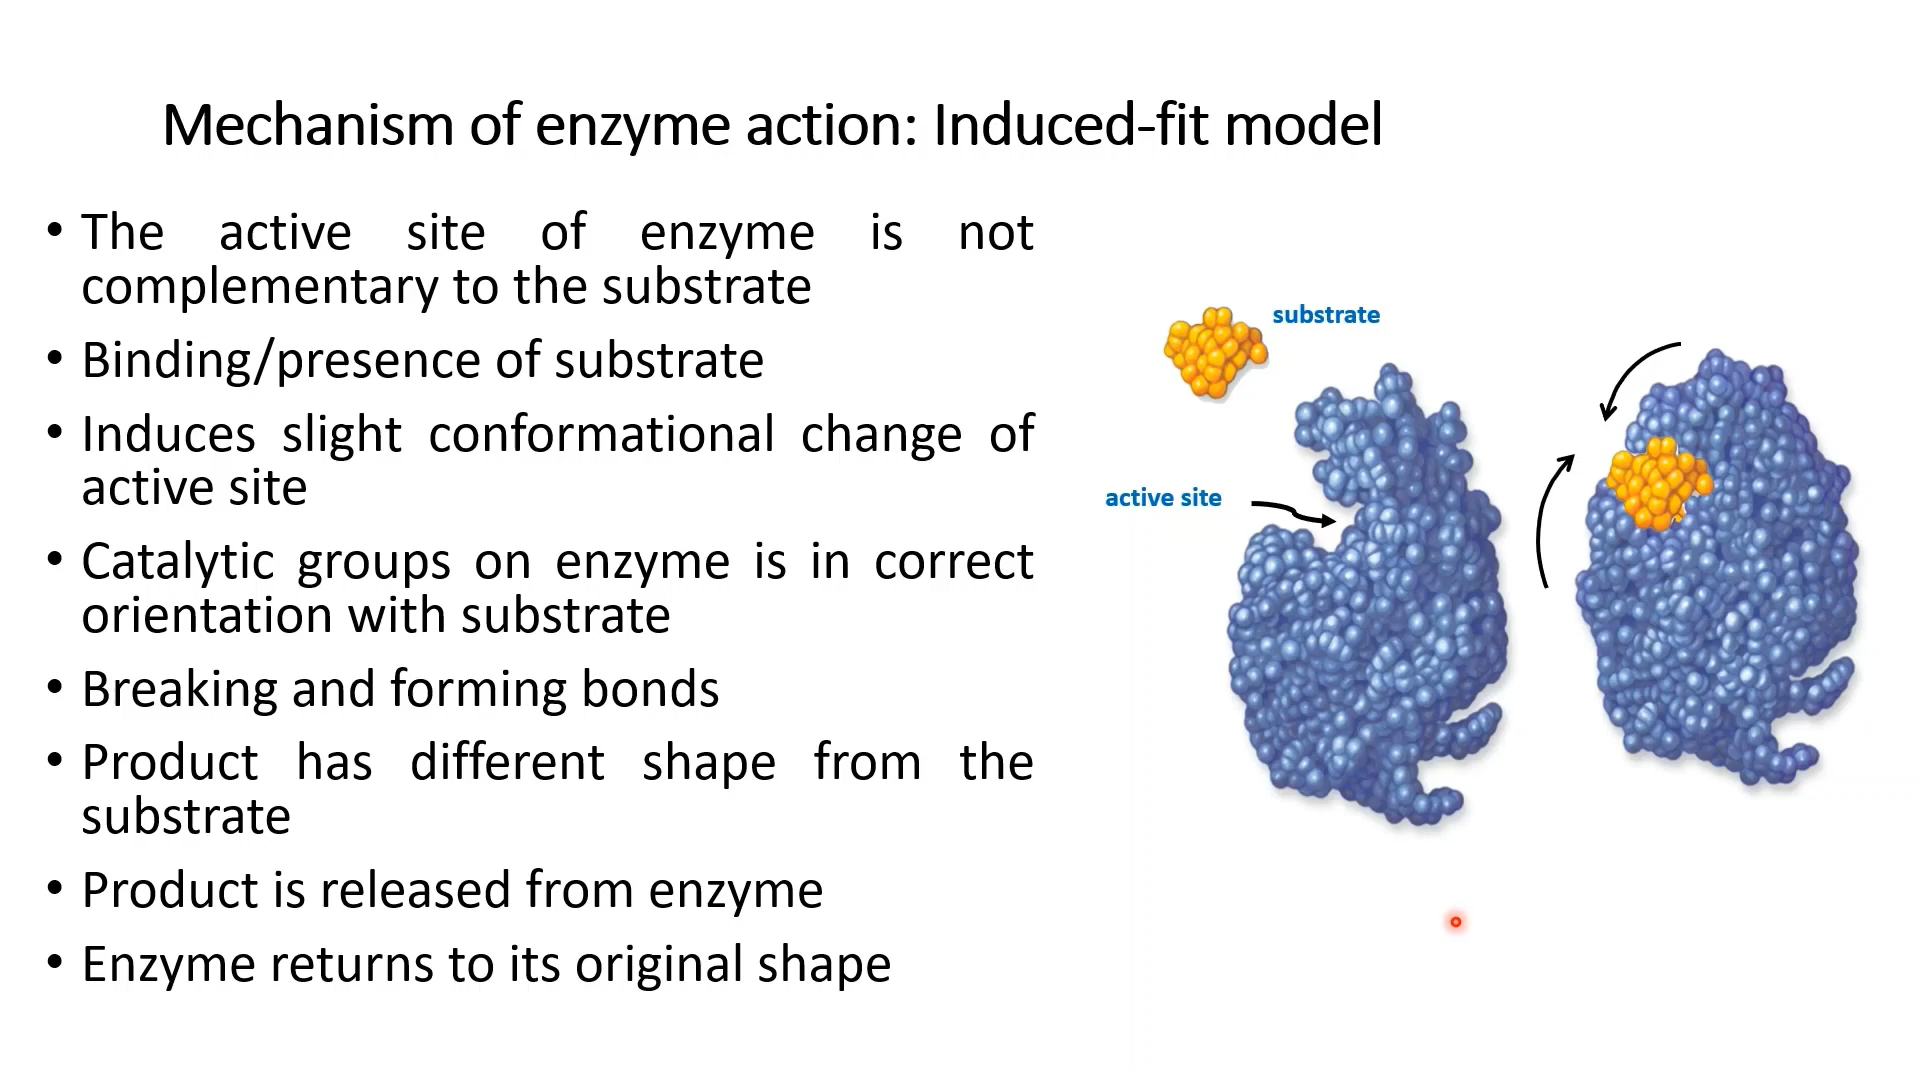 Mechanism of enzyme action: Induced-fit model
• The active site of enzyme is not
complementary to the substrate
• Binding/presence of substrate
• Induces slight conformational change of
active site
• Catalytic groups on enzyme is in correct
orientation with substrate
• Breaking and forming bonds
• Product has different shape from the
substrate
• Product is released from enzyme
• Enzyme returns to its original shape
substrate
active site